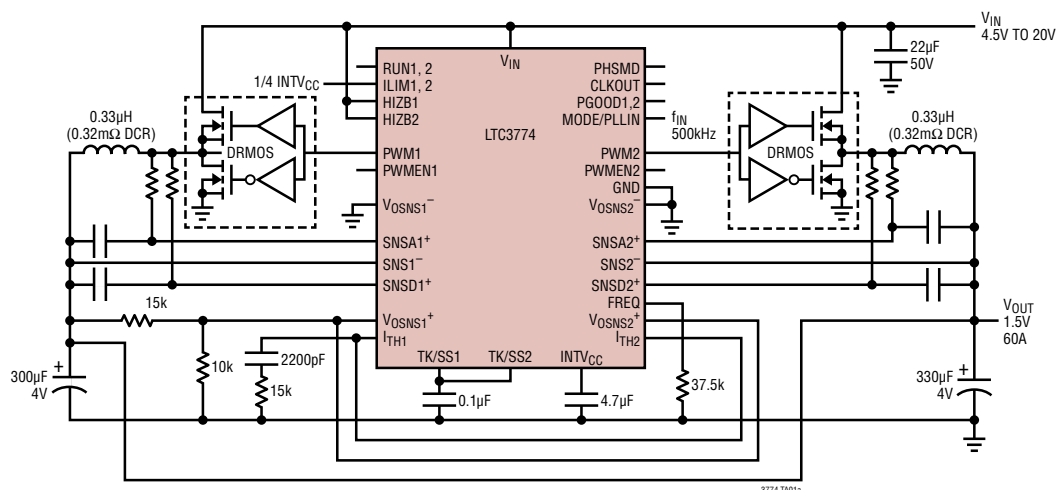 V_IN
4.5V TO 20V
22µF
50V
V_IN
RUN1, 2
ILIM1, 2
HIZB1
HIZB2
1/4 INTV_CC
LTC3774
PHSMD
CLKOUT
PGOOD1,2
MODE/PLLIN
f_IN
500kHz
0.33µH
(0.32mΩ DCR)
DRMOS
PWM1
PWMEN1
V_OSNS1^–
SNSA1^+
SNS1^–
SNSD1^+
V_OSNS1^+
I_TH1
PWM2
PWMEN2
GND
V_OSNS2^–
SNSA2^+
SNS2^–
SNSD2^+
FREQ
V_OSNS2^+
I_TH2
DRMOS
0.33µH
(0.32mΩ DCR)
TK/SS1
TK/SS2
INTV_CC
15k
10k
2200pF
15k
0.1µF
4.7µF
37.5k
+
300µF
4V
+
330µF
4V
V_OUT
1.5V
60A
3774 TA01a